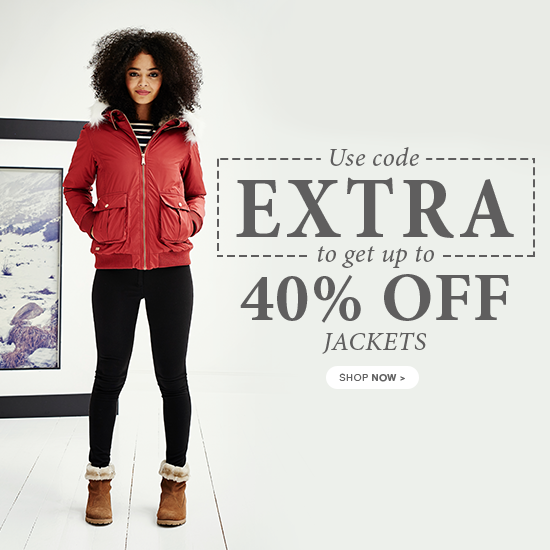 Use code
EXTRA
to get up to
40% OFF
JACKETS
SHOP NOW >